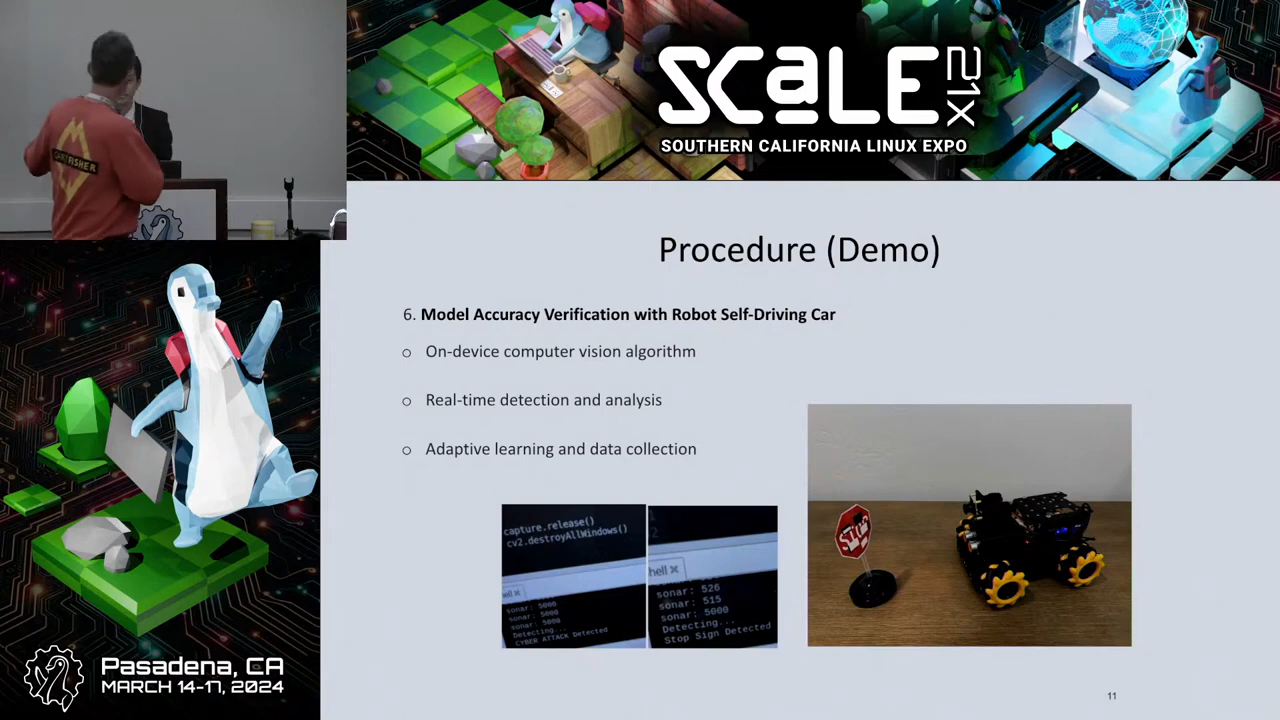 SCaLE 21x
SOUTHERN CALIFORNIA LINUX EXPO
FISHER
Procedure (Demo)
6. Model Accuracy Verification with Robot Self-Driving Car
o On-device computer vision algorithm
o Real-time detection and analysis
o Adaptive learning and data collection
capture.release()
cv2.destroyAllWindows()
ell ×
sonar: 5000
sonar: 5000
sonar: 5000
Detecting...
CYBER ATTACK Detected
hell ×
sonar: 526
sonar: 515
sonar: 5000
Detecting...
Stop Sign Detected
Pasadena, CA
MARCH 14-17, 2024
11